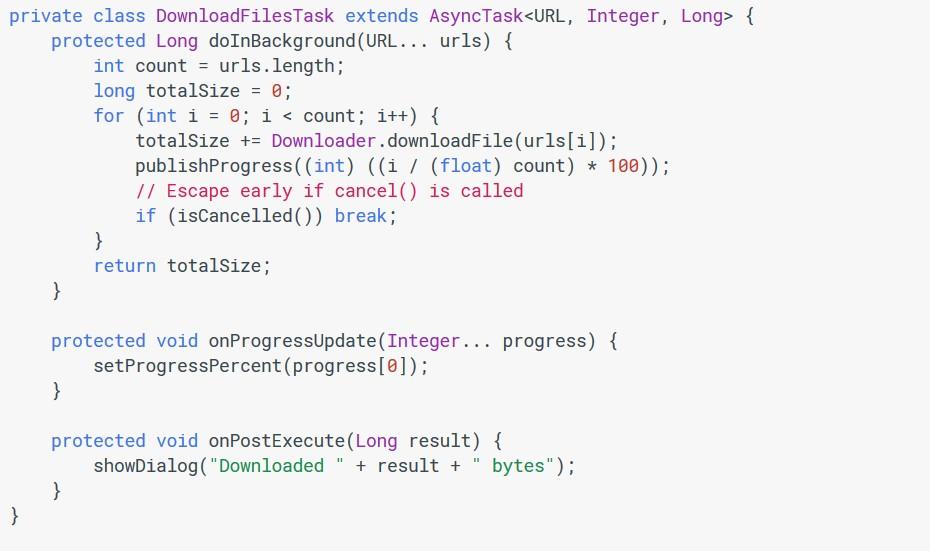 private class DownloadFilesTask extends AsyncTask<URL, Integer, Long> {
    protected Long doInBackground(URL... urls) {
        int count = urls.length;
        long totalSize = 0;
        for (int i = 0; i < count; i++) {
            totalSize += Downloader.downloadFile(urls[i]);
            publishProgress((int) ((i / (float) count) * 100));
            // Escape early if cancel() is called
            if (isCancelled()) break;
        }
        return totalSize;
    }

    protected void onProgressUpdate(Integer... progress) {
        setProgressPercent(progress[0]);
    }

    protected void onPostExecute(Long result) {
        showDialog("Downloaded " + result + " bytes");
    }
}